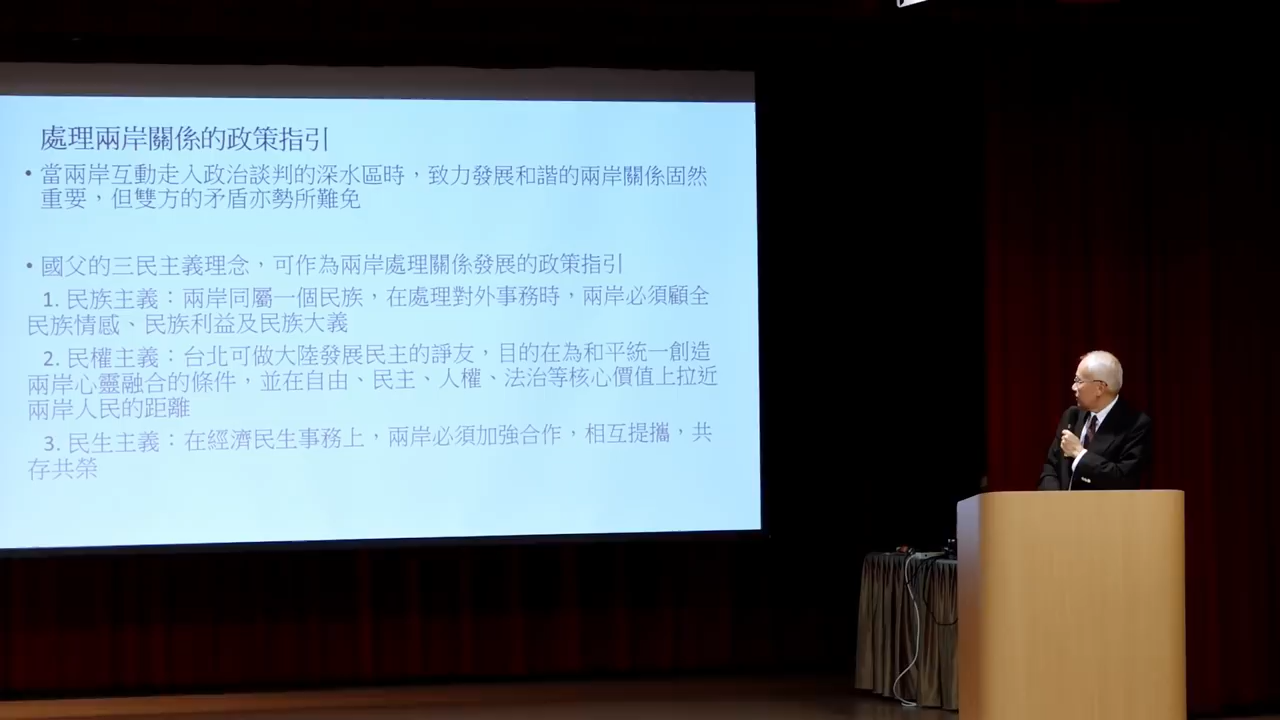 處理兩岸關係的政策指引
• 當兩岸互動走入政治談判的深水區時，致力發展和諧的兩岸關係固然
重要，但雙方的矛盾亦勢所難免
• 國父的三民主義理念，可作為兩岸處理關係發展的政策指引
1. 民族主義：兩岸同屬一個民族，在處理對外事務時，兩岸必須顧全
民族情感、民族利益及民族大義
2. 民權主義：台北可做大陸發展民主的諍友，目的在為和平統一創造
兩岸心靈融合的條件，並在自由、民主、人權、法治等核心價值上拉近
兩岸人民的距離
3. 民生主義：在經濟民生事務上，兩岸必須加強合作，相互提攜，共
存共榮